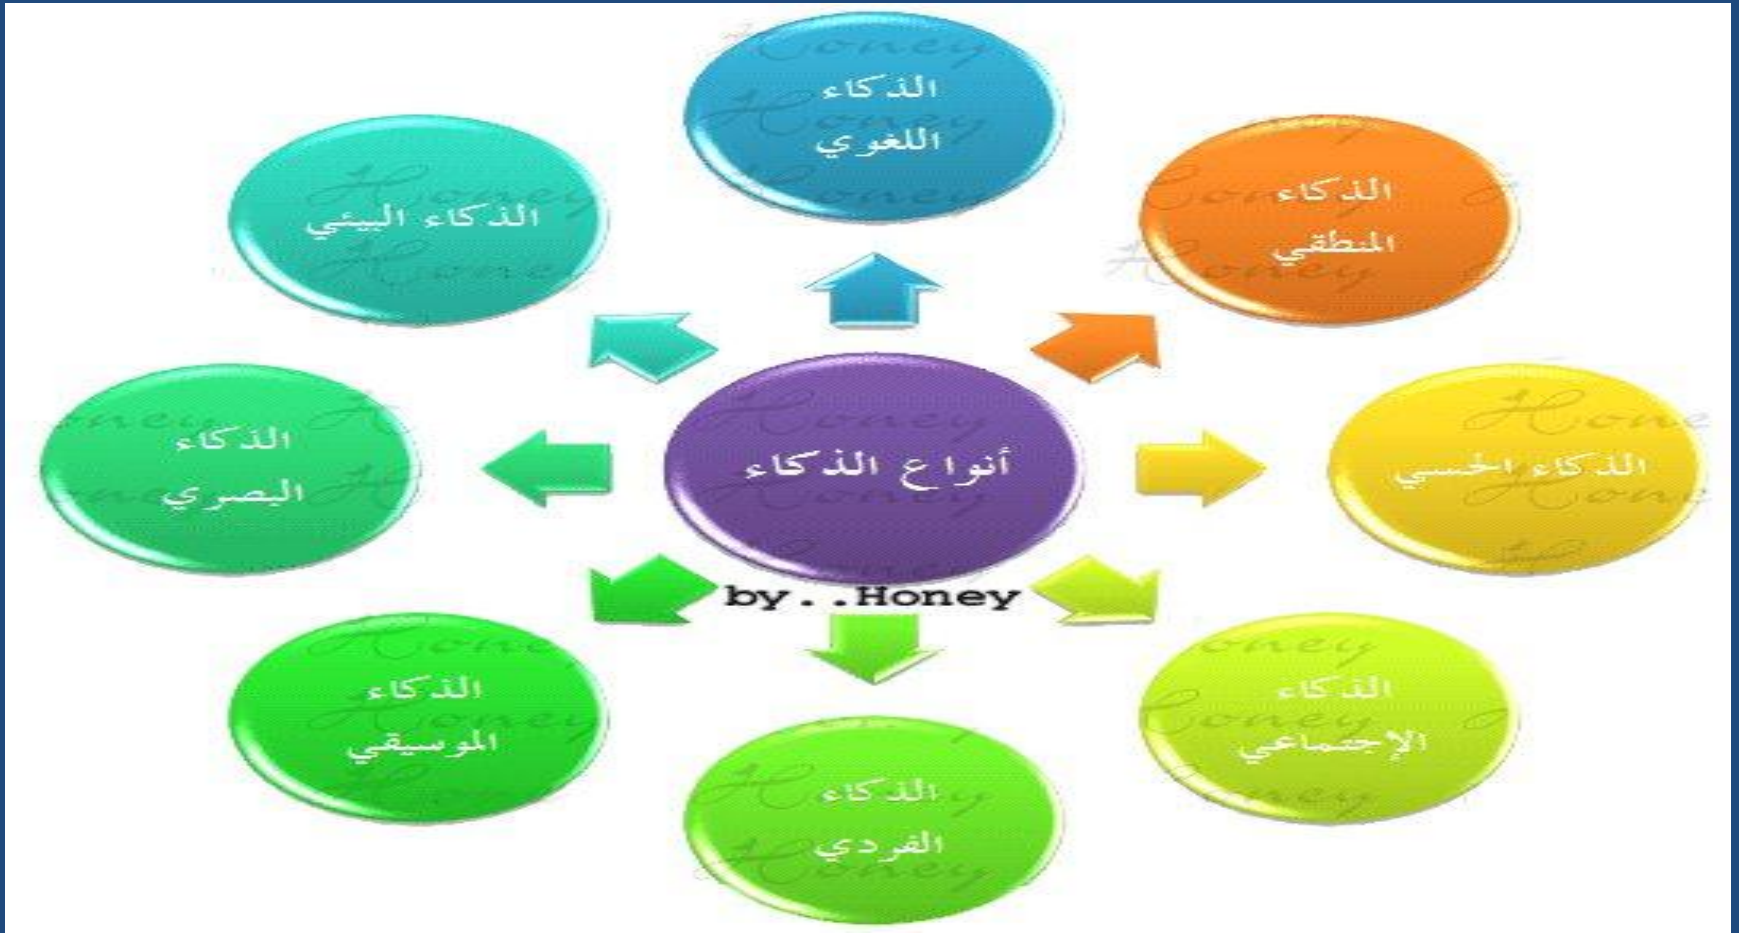 الذكاء
اللغوي
الذكاء
المنطقي
الذكاء الحسي
الذكاء
الإجتماعي
الذكاء
الفردي
الذكاء
الموسيقي
الذكاء
البصري
الذكاء البيئي
أنواع الذكاء
by..Honey